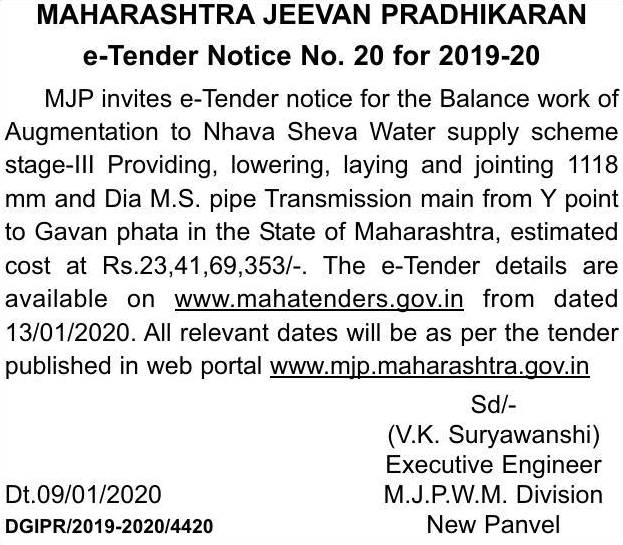 MAHARASHTRA JEEVAN PRADHIKARAN
e-Tender Notice No. 20 for 2019-20
MJP invites e-Tender notice for the Balance work of
Augmentation to Nhava Sheva Water supply scheme
stage-III Providing, lowering, laying and jointing 1118
mm and Dia M.S. pipe Transmission main from Y point
to Gavan phata in the State of Maharashtra, estimated
cost at Rs.23,41,69,353/-. The e-Tender details are
available on www.mahatenders.gov.in from dated
13/01/2020. All relevant dates will be as per the tender
published in web portal www.mjp.maharashtra.gov.in
Sd/-
(V.K. Suryawanshi)
Executive Engineer
Dt.09/01/2020 M.J.P.W.M. Division
DGIPR/2019-2020/4420 New Panvel